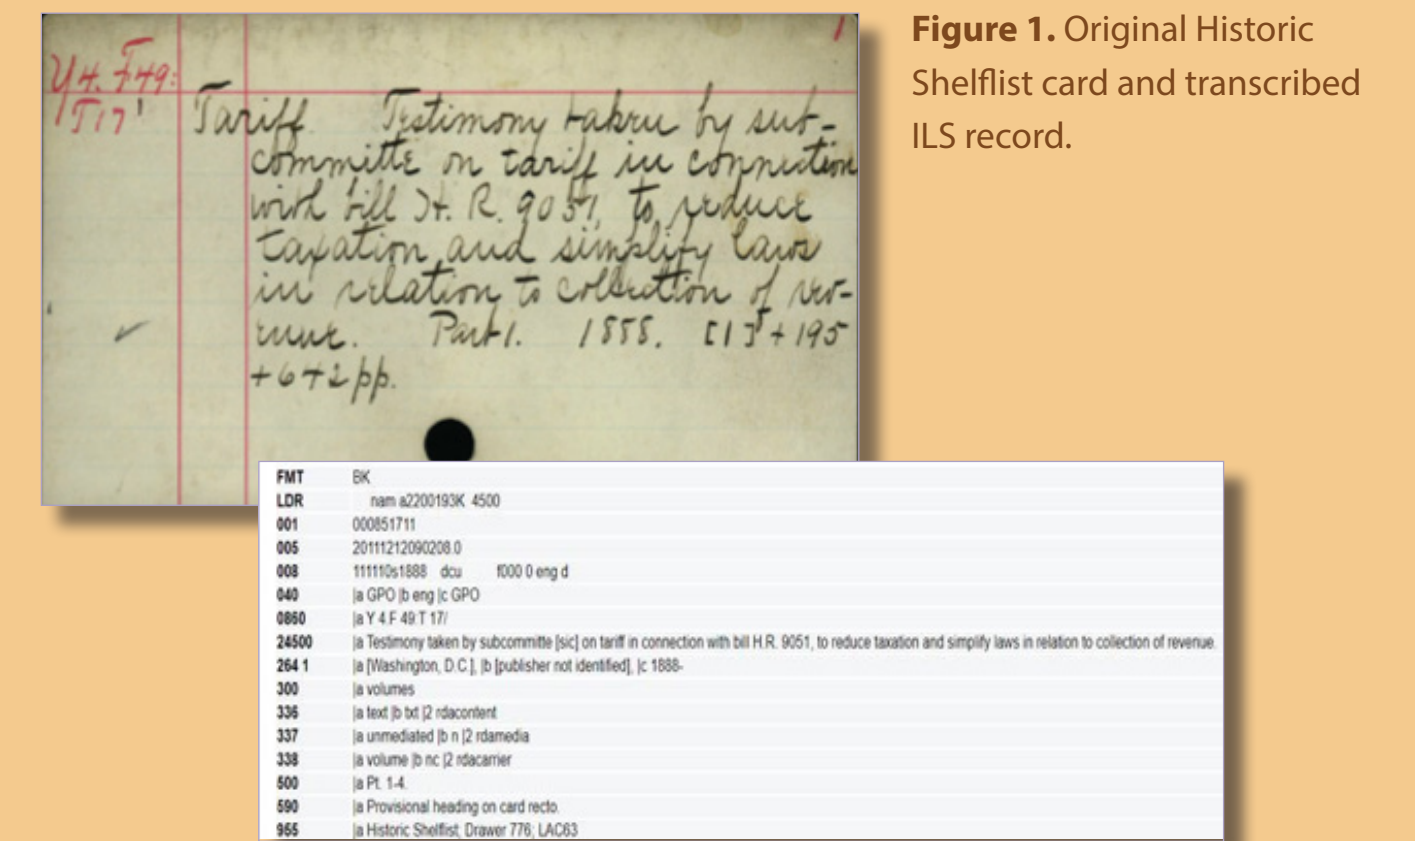 1
Y4.F49:
T17¹
Tariff. Testimony taken by sub-
committe on tariff in connection
with bill H. R. 9051, to reduce
taxation and simplify laws
in relation to collection of rev-
enue. Part 1. 1888. [1]+195
+642 pp.
Figure 1. Original Historic
Shelflist card and transcribed
ILS record.
FMT BK
LDR nam a2200193K 4500
001 000851711
005 20111212090208.0
008 111110s1888 dcu f000 0 eng d
040 |a GPO |b eng |c GPO
0860 |a Y 4.F 49:T 17/
24500 |a Testimony taken by subcommitte [sic] on tariff in connection with bill H.R. 9051, to reduce taxation and simplify laws in relation to collection of revenue.
264 1 |a [Washington, D.C.], |b [publisher not identified], |c 1888-
300 |a volumes
336 |a text |b txt |2 rdacontent
337 |a unmediated |b n |2 rdamedia
338 |a volume |b nc |2 rdacarrier
500 |a Pt. 1-4.
590 |a Provisional heading on card recto.
955 |a Historic Shelflist; Drawer 776; LAC63